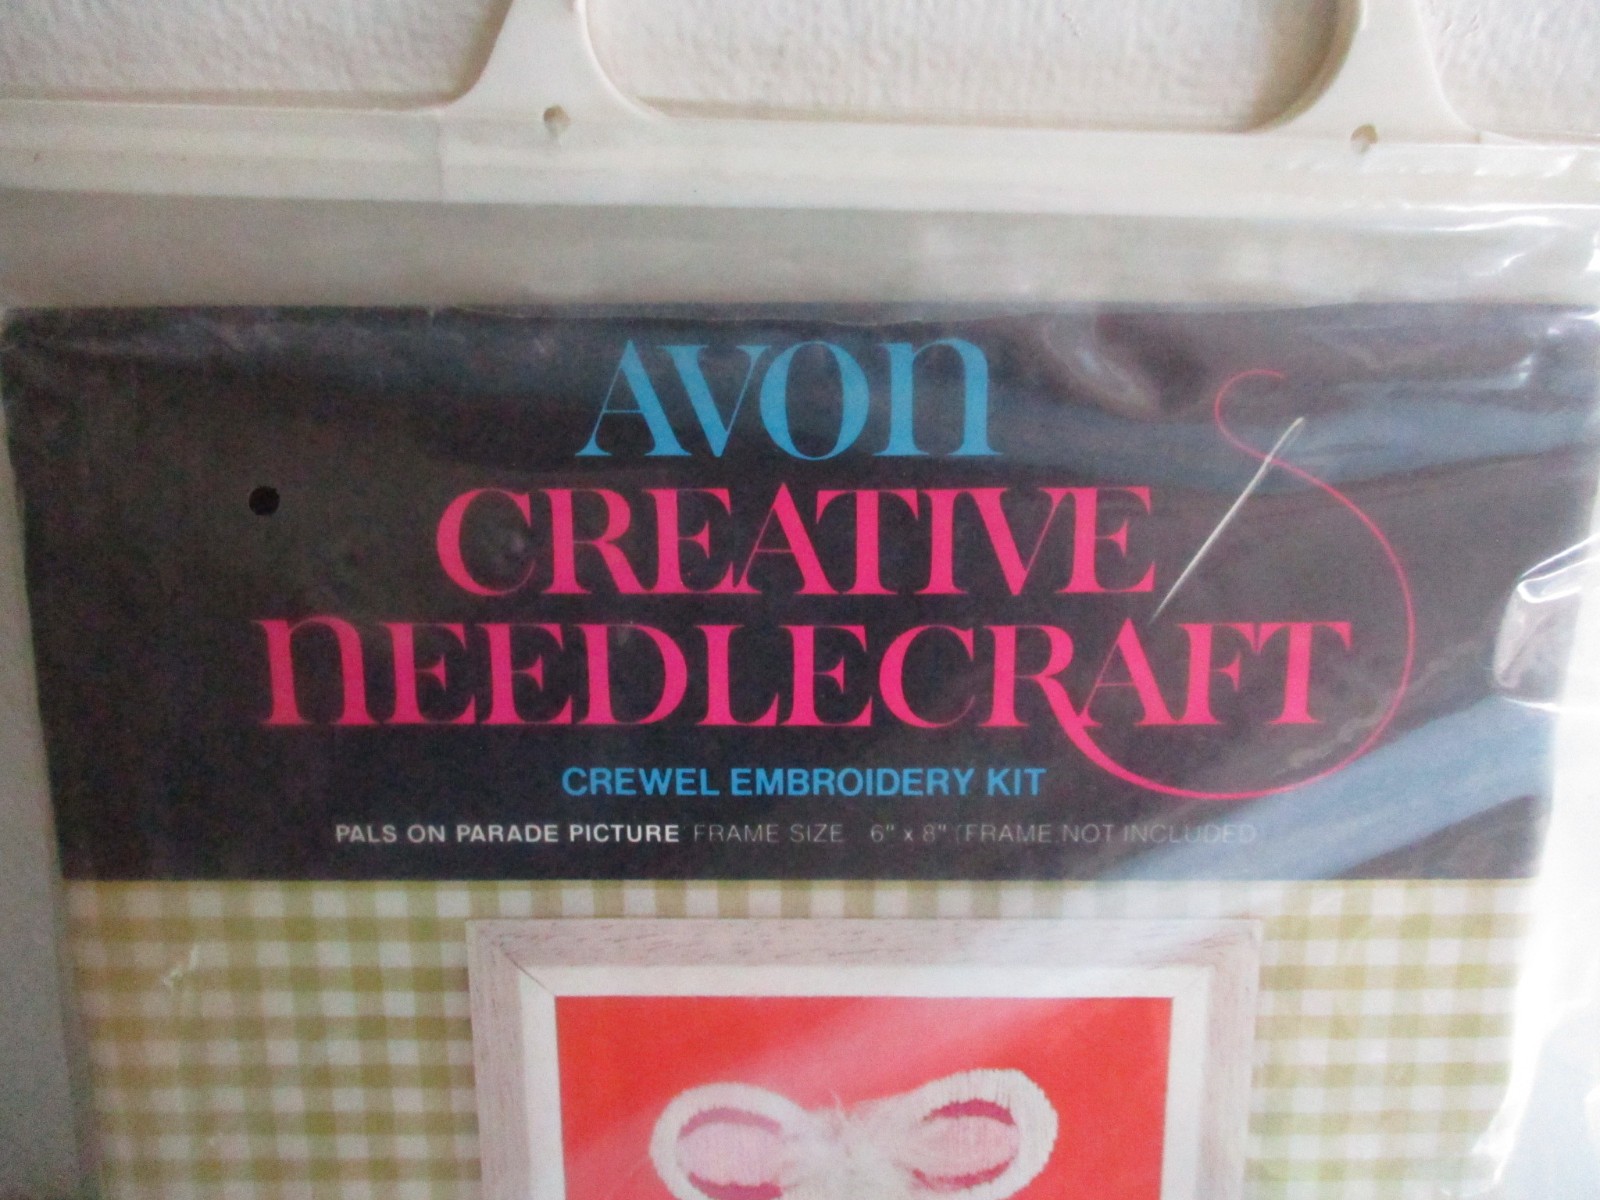 AVON
CREATIVE
NEEDLECRAFT
CREWEL EMBROIDERY KIT
PALS ON PARADE PICTURE FRAME SIZE 6" x 8" (FRAME NOT INCLUDED)